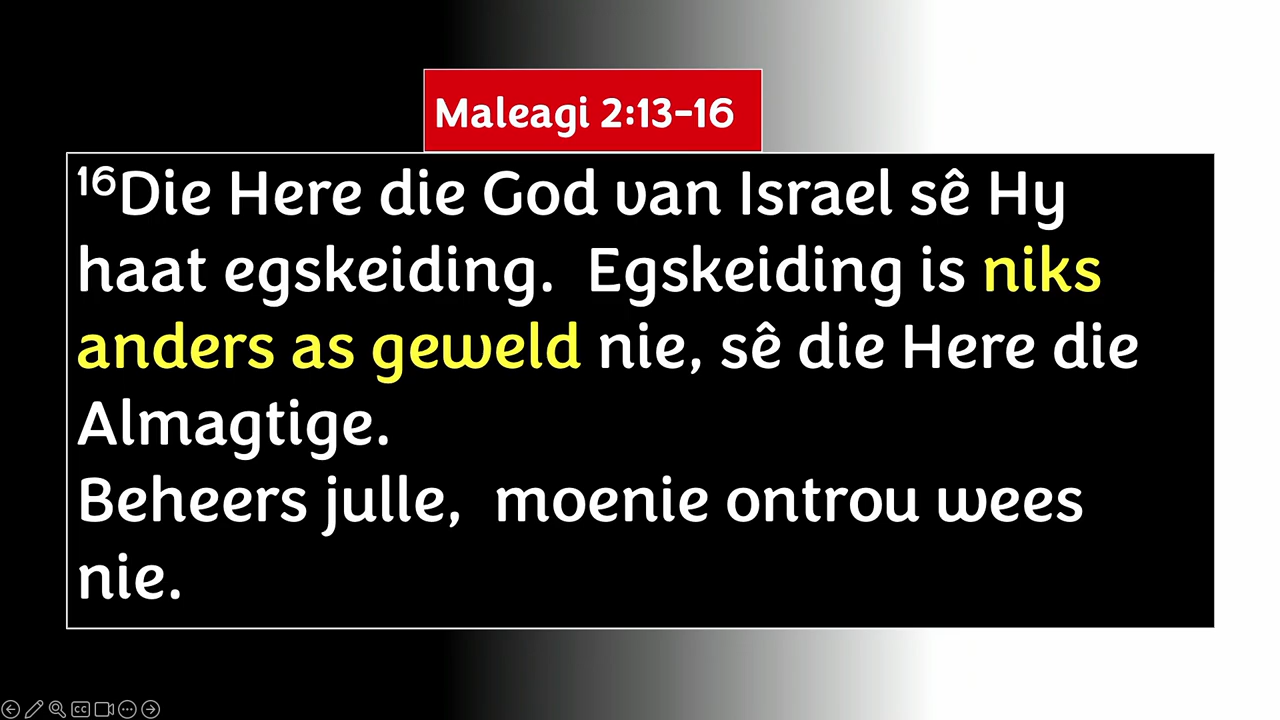 Maleagi 2:13-16
¹⁶Die Here die God van Israel sê Hy
haat egskeiding.  Egskeiding is niks
anders as geweld nie, sê die Here die
Almagtige.
Beheers julle,  moenie ontrou wees
nie.
CC